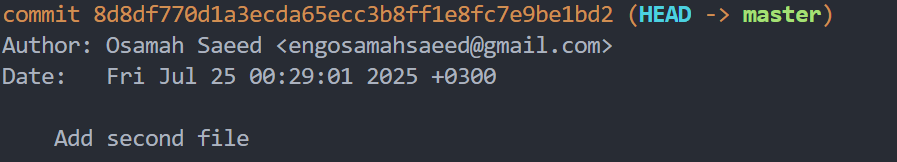 commit 8d8df770d1a3ecda65ecc3b8ff1e8fc7e9be1bd2 (HEAD -> master)
Author: Osamah Saeed <engosamahsaeed@gmail.com>
Date:   Fri Jul 25 00:29:01 2025 +0300
    Add second file